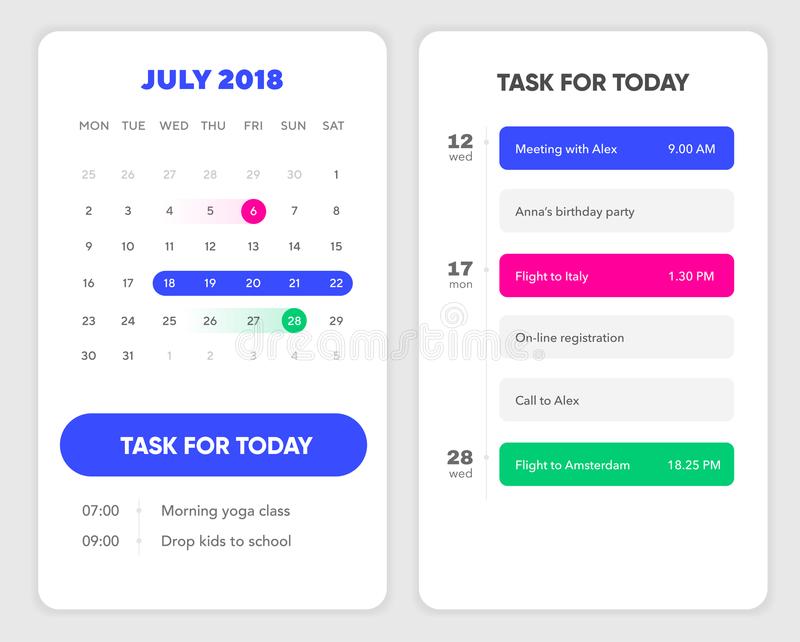 JULY 2018
MON TUE WED THU FRI SUN SAT
25 26 27 28 29 30 1
2 3 4 5 6 7 8
9 10 11 12 13 14 15
16 17 18 19 20 21 22
23 24 25 26 27 28 29
30 31 1 2 3 4 5
TASK FOR TODAY
07:00 Morning yoga class
09:00 Drop kids to school
TASK FOR TODAY
12 wed
Meeting with Alex 9.00 AM
Anna's birthday party
17 mon
Flight to Italy 1.30 PM
On-line registration
Call to Alex
28 wed
Flight to Amsterdam 18.25 PM
dreamstime